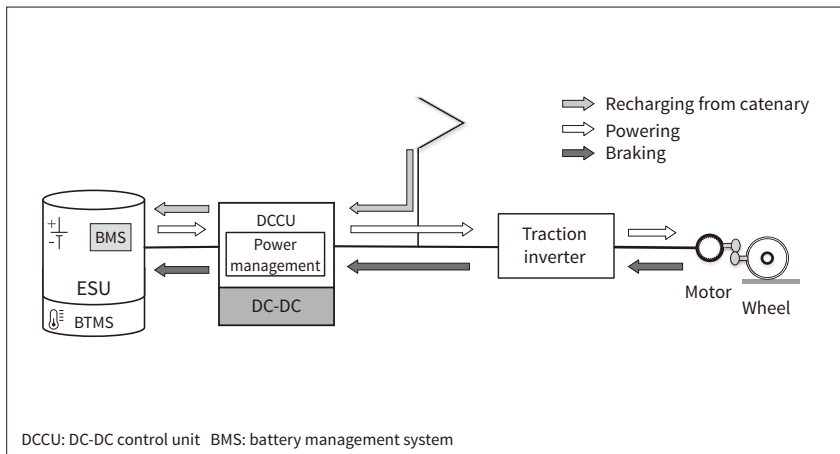 Recharging from catenary
Powering
Braking
+
-
BMS
ESU
BTMS
DCCU
Power
management
DC-DC
Traction
inverter
Motor
Wheel
DCCU: DC-DC control unit BMS: battery management system